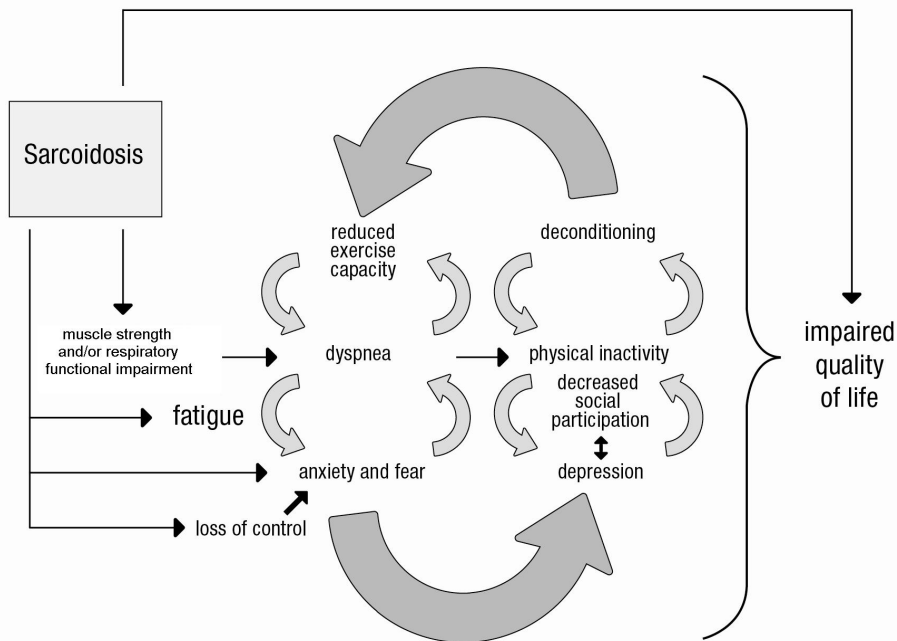 Sarcoidosis
reduced
exercise
capacity
deconditioning
muscle strength
and/or respiratory
functional impairment
dyspnea
physical inactivity
impaired
quality
of life
decreased
social
participation
fatigue
anxiety and fear
depression
loss of control